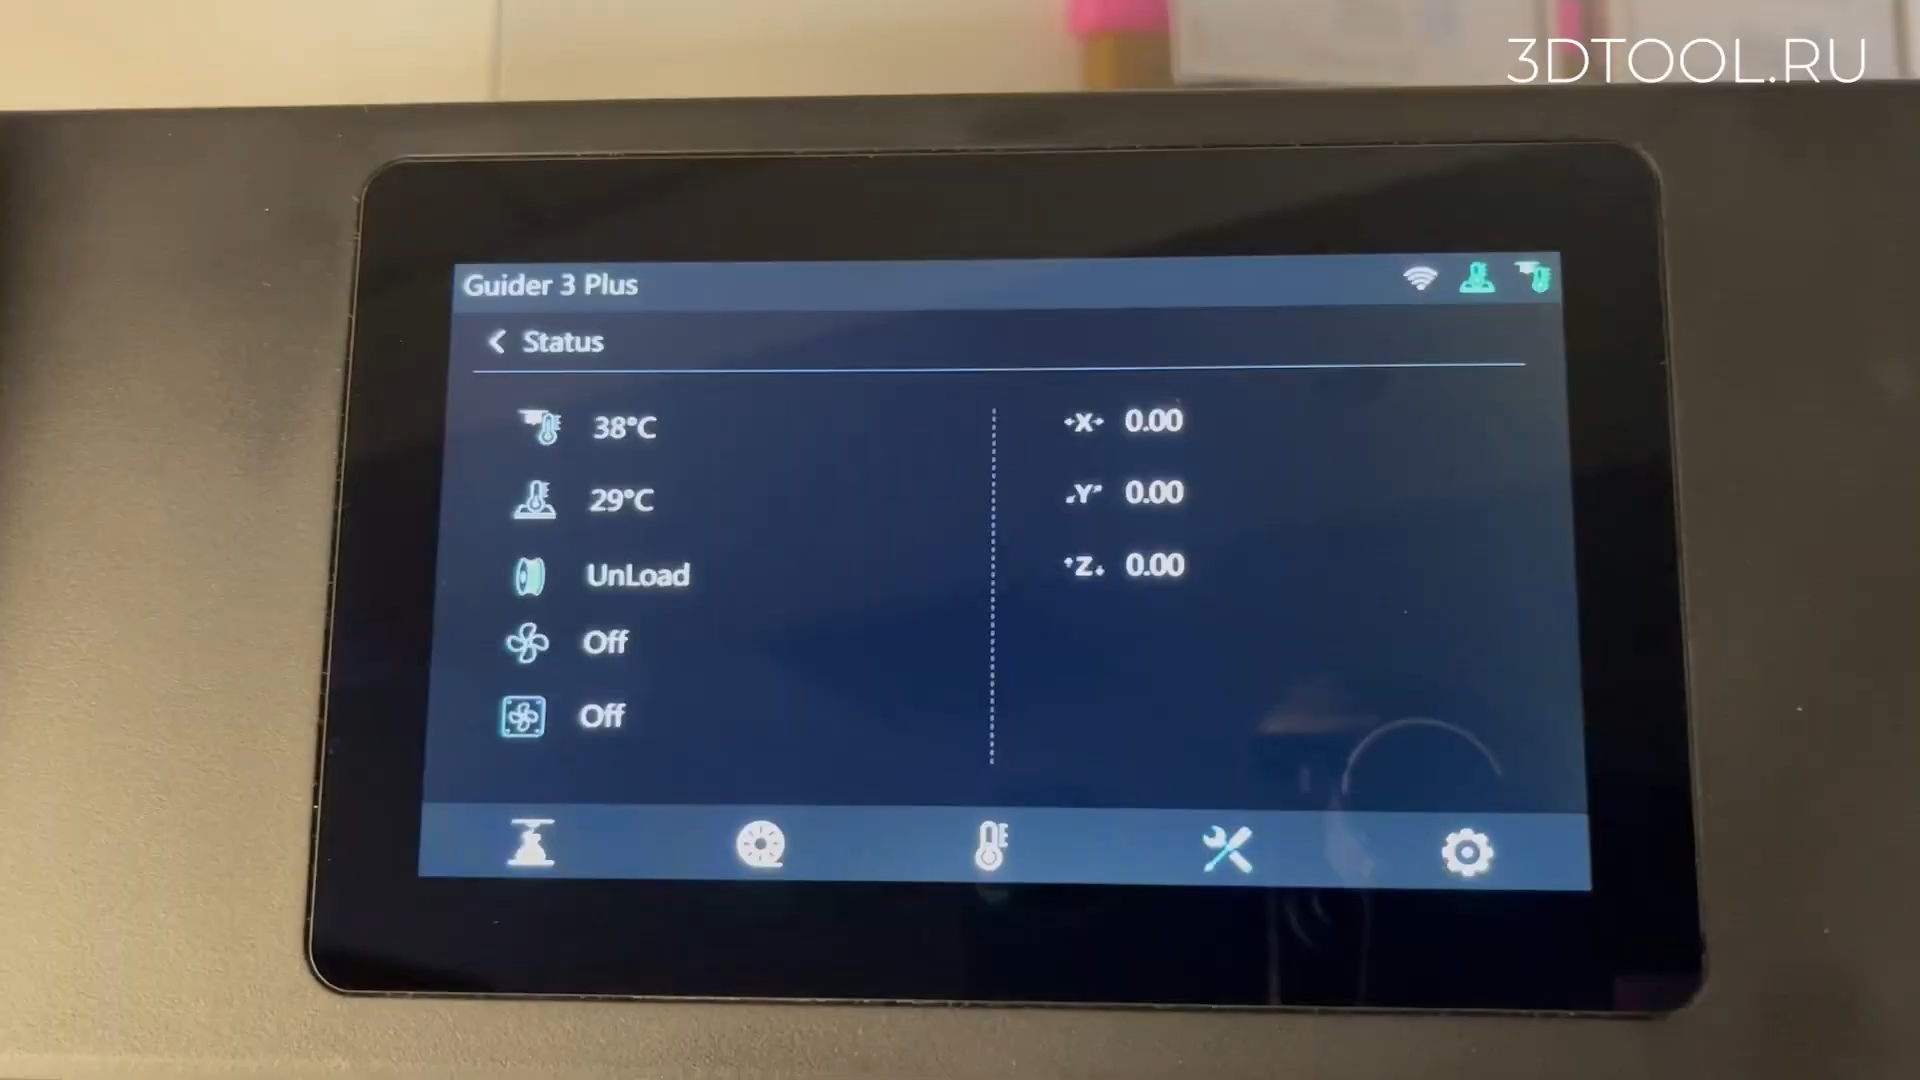 3DTOOL.RU
Guider 3 Plus
Status
38°C
29°C
UnLoad
Off
Off
X 0.00
Y 0.00
Z 0.00